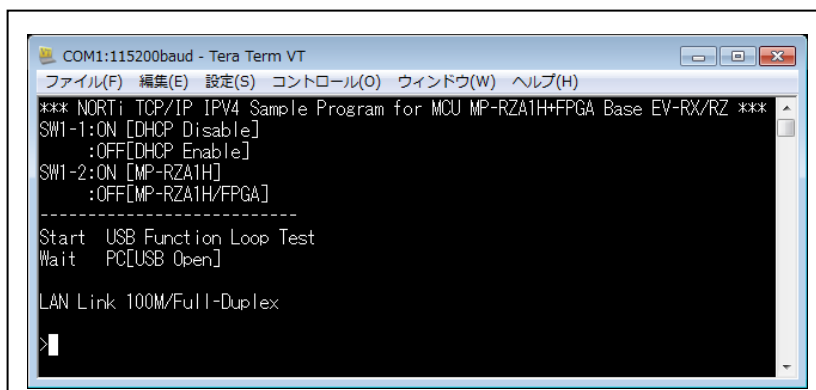 COM1:115200baud - Tera Term VT
ファイル(F) 編集(E) 設定(S) コントロール(O) ウィンドウ(W) ヘルプ(H)
*** NORTi TCP/IP IPV4 Sample Program for MCU MP-RZA1H+FPGA Base EV-RX/RZ ***
SW1-1:ON [DHCP Disable]
:OFF[DHCP Enable]
SW1-2:ON [MP-RZA1H]
:OFF[MP-RZA1H/FPGA]
---------------------------
Start USB Function Loop Test
Wait PC[USB Open]
LAN Link 100M/Full-Duplex
>